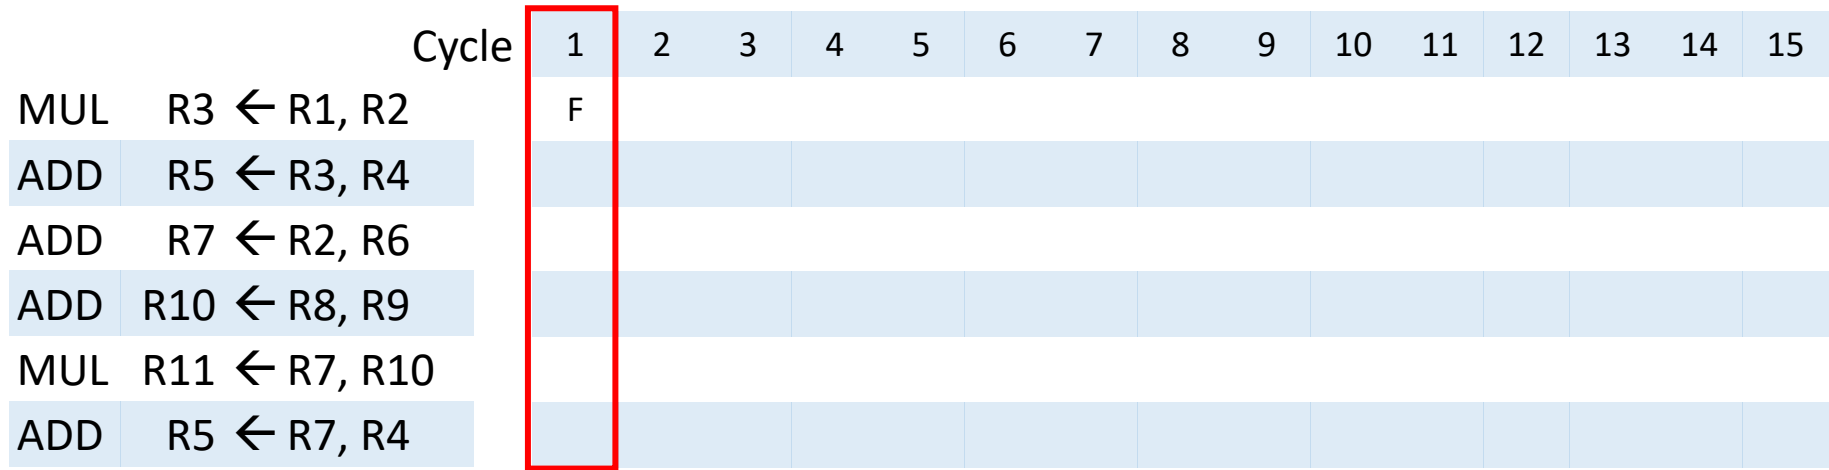 Cycle 1 2 3 4 5 6 7 8 9 10 11 12 13 14 15
MUL R3 ← R1, R2 F
ADD R5 ← R3, R4
ADD R7 ← R2, R6
ADD R10 ← R8, R9
MUL R11 ← R7, R10
ADD R5 ← R7, R4